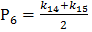 P₆ = (k₁₄ + k₁₅) / 2